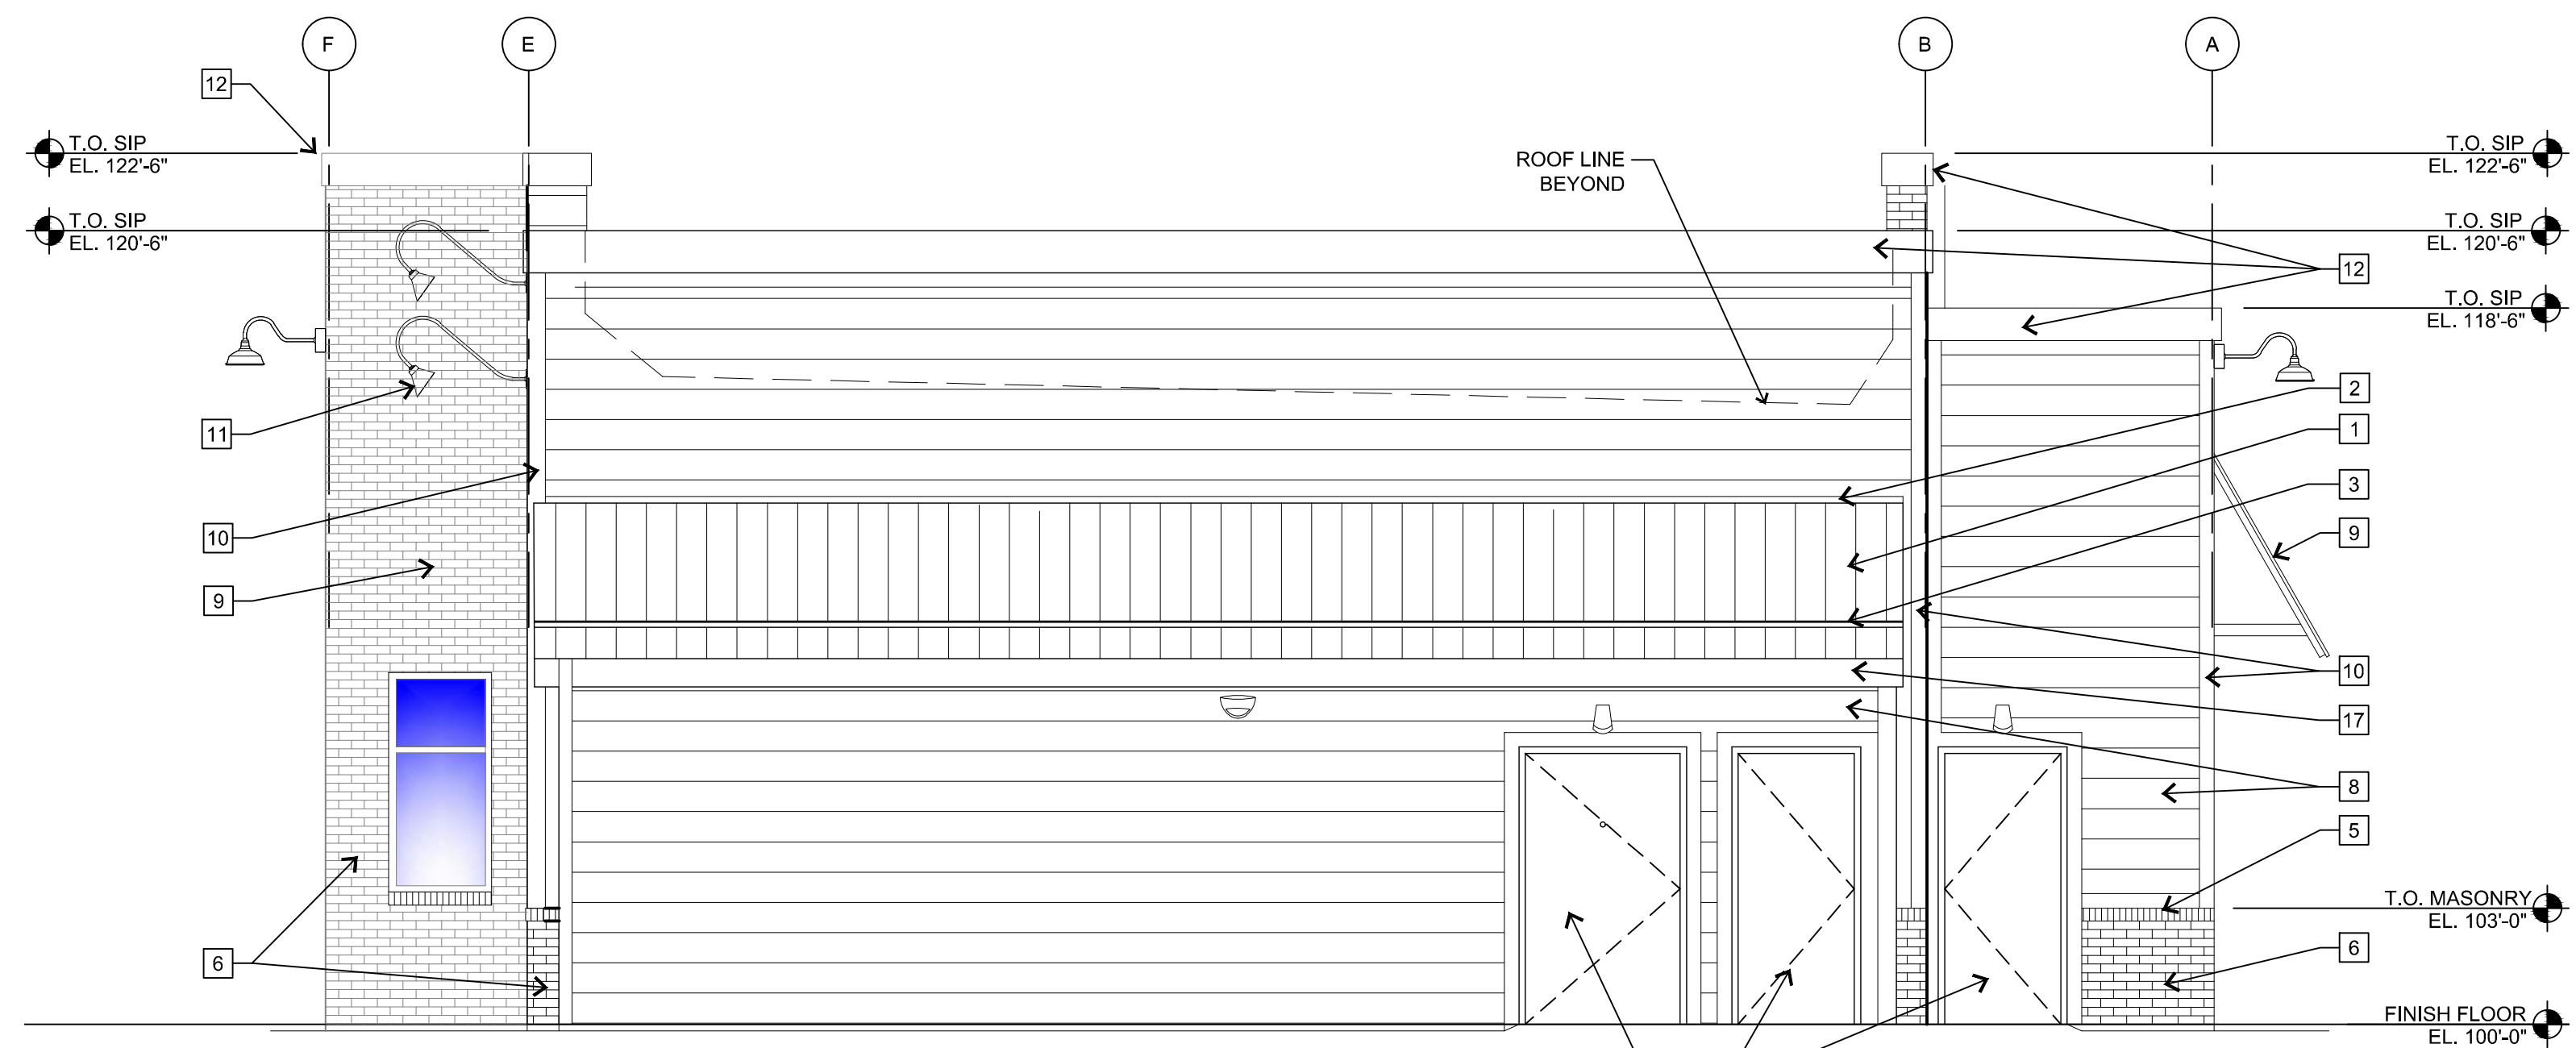 F
E
B
A
12
T.O. SIP
EL. 122'-6"
T.O. SIP
EL. 120'-6"
ROOF LINE
BEYOND
T.O. SIP
EL. 122'-6"
T.O. SIP
EL. 120'-6"
12
T.O. SIP
EL. 118'-6"
2
1
11
3
10
9
9
10
17
8
5
T.O. MASONRY
EL. 103'-0"
6
6
FINISH FLOOR
EL. 100'-0"